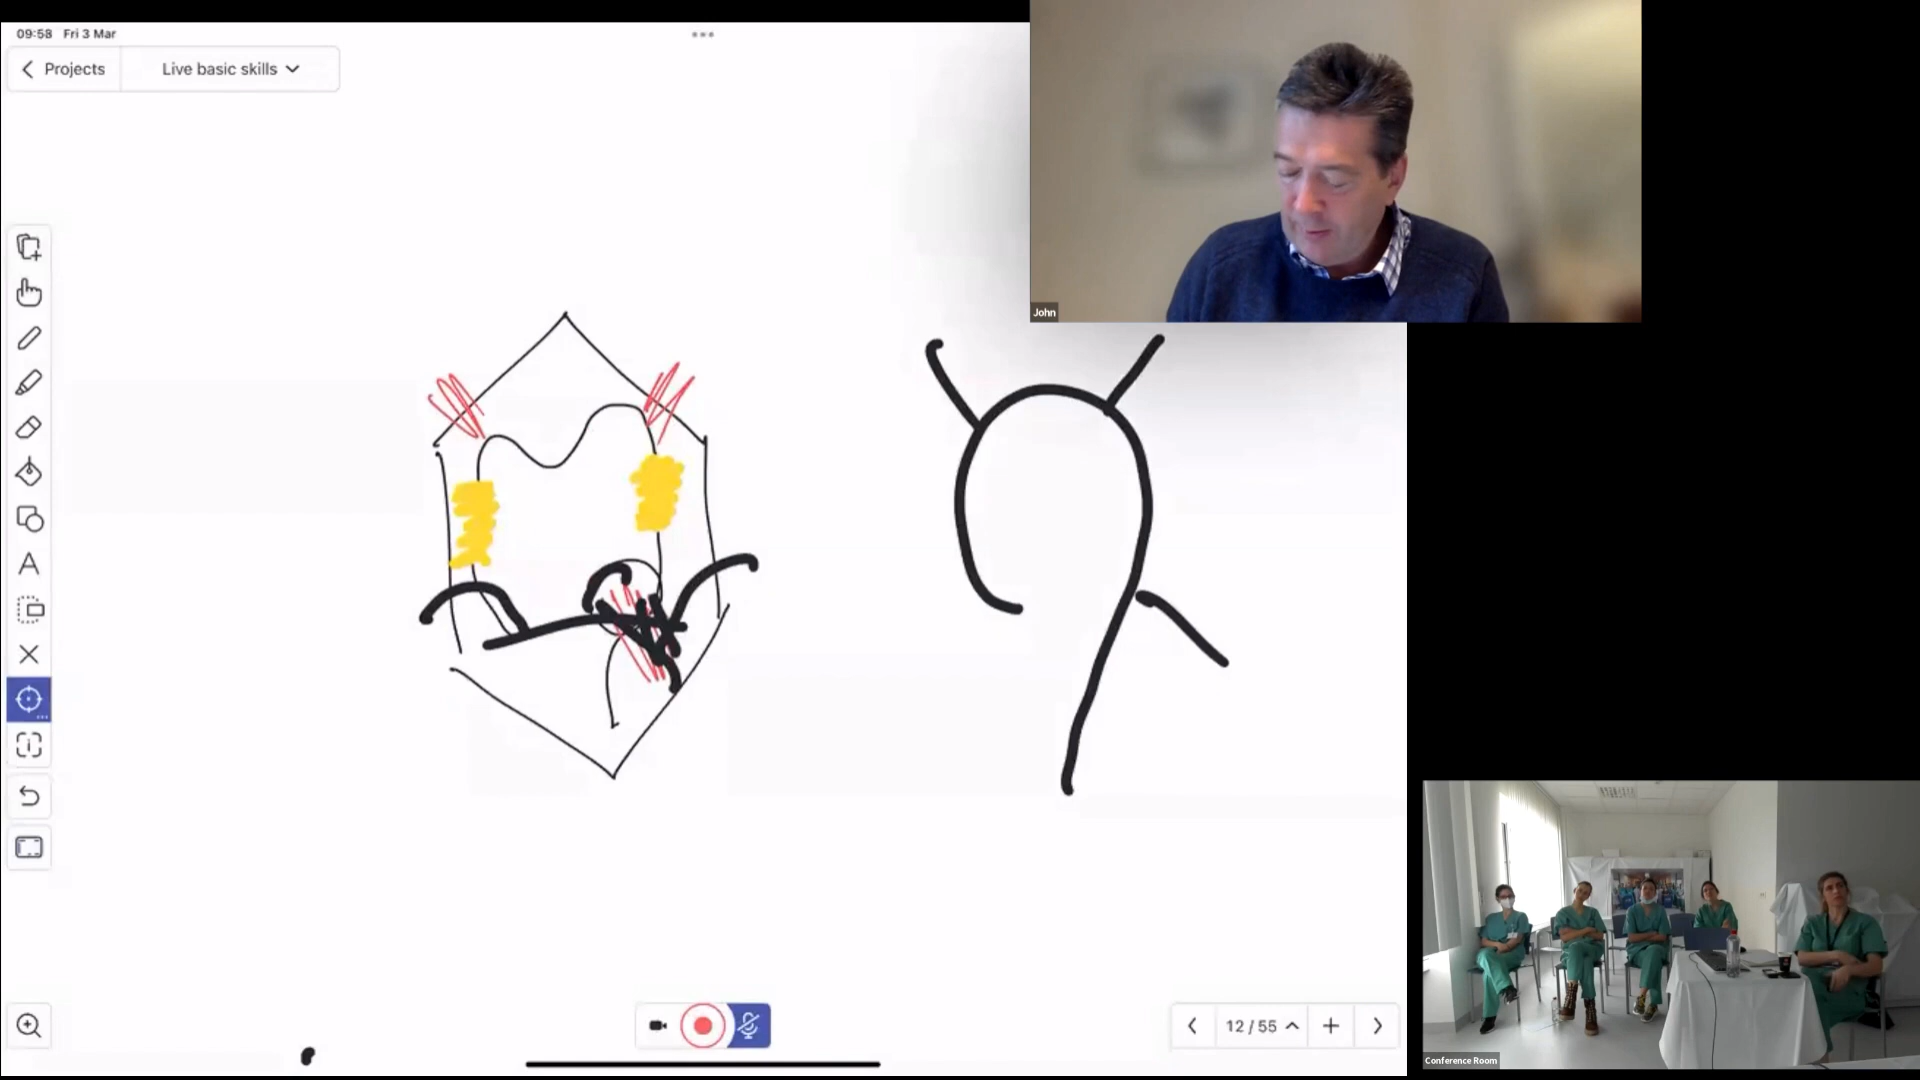 09:58 Fri 3 Mar
Projects
Live basic skills
John
A
12 / 55
Conference Room